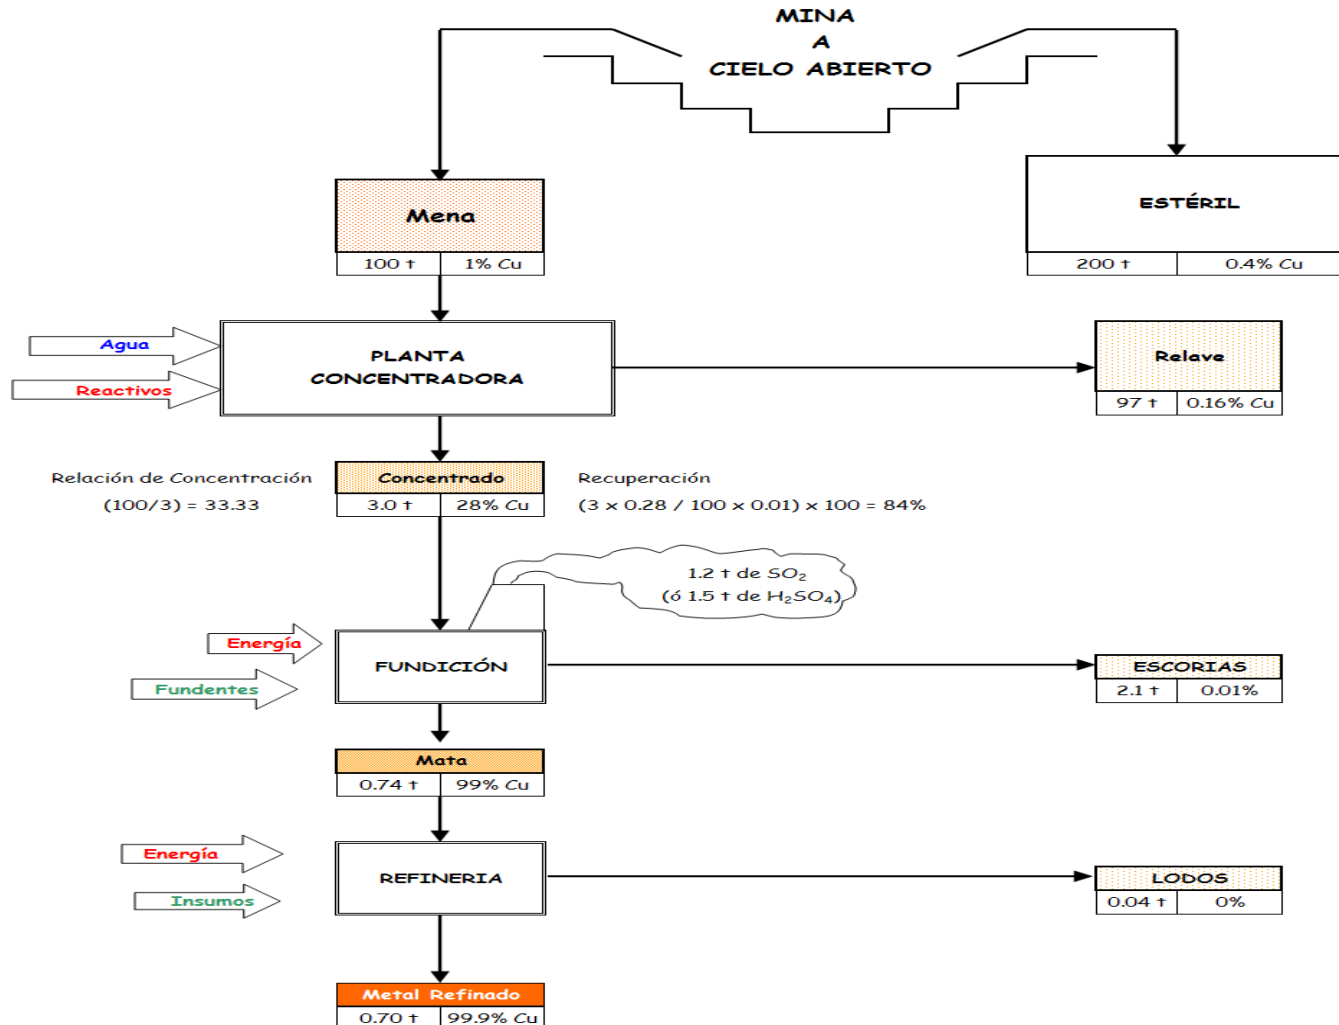 MINA
A
CIELO ABIERTO
Mena
100 t 1% Cu
ESTÉRIL
200 t 0.4% Cu
Agua
Reactivos
PLANTA
CONCENTRADORA
Relave
97 t 0.16% Cu
Relación de Concentración
(100/3) = 33.33
Concentrado
3.0 t 28% Cu
Recuperación
(3 x 0.28 / 100 x 0.01) x 100 = 84%
1.2 t de SO₂
(ó 1.5 t de H₂SO₄)
Energía
Fundentes
FUNDICIÓN
ESCORIAS
2.1 t 0.01%
Mata
0.74 t 99% Cu
Energía
Insumos
REFINERIA
LODOS
0.04 t 0%
Metal Refinado
0.70 t 99.9% Cu